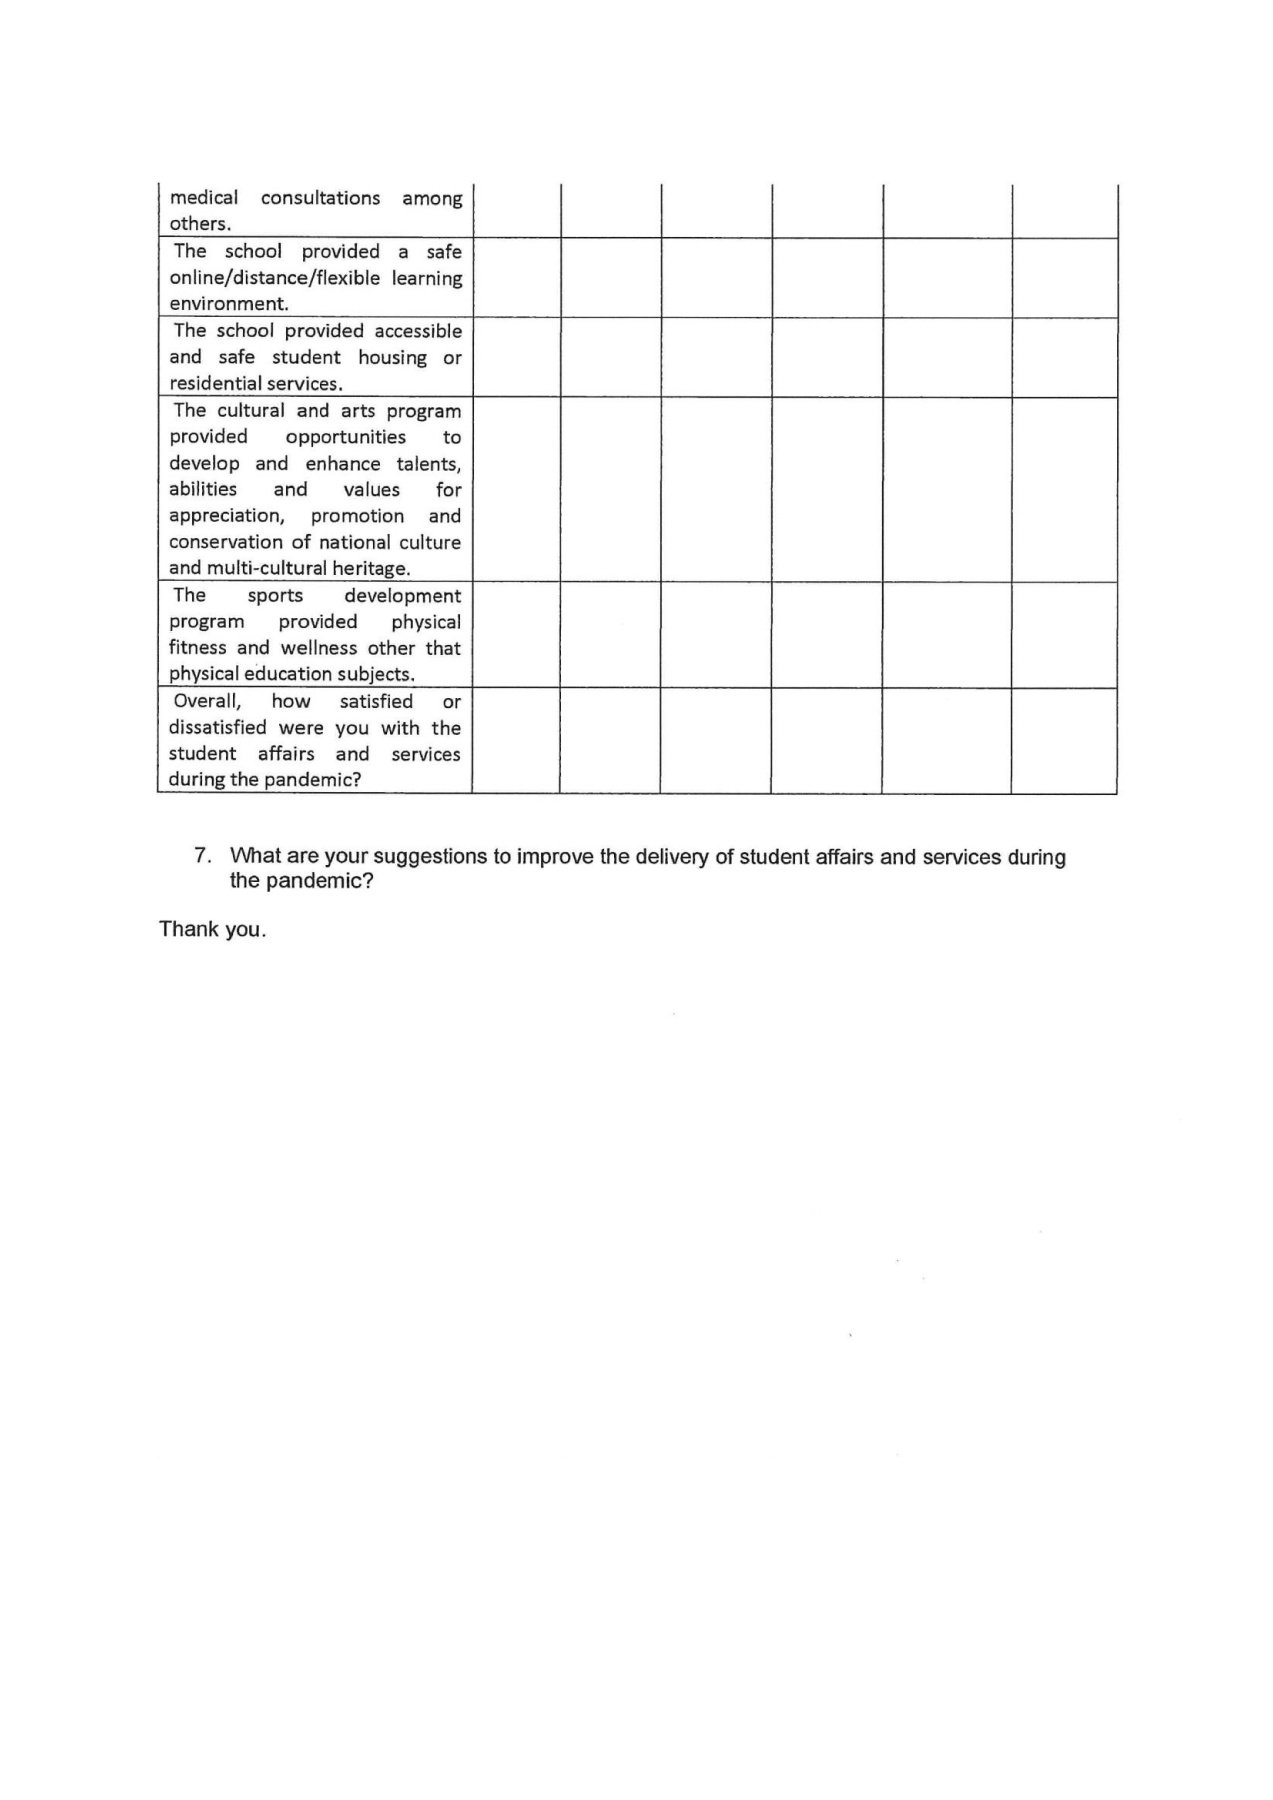 medical consultations among
others.
The school provided a safe
online/distance/flexible learning
environment.
The school provided accessible
and safe student housing or
residential services.
The cultural and arts program
provided opportunities to
develop and enhance talents,
abilities and values for
appreciation, promotion and
conservation of national culture
and multi-cultural heritage.
The sports development
program provided physical
fitness and wellness other that
physical education subjects.
Overall, how satisfied or
dissatisfied were you with the
student affairs and services
during the pandemic?
7. What are your suggestions to improve the delivery of student affairs and services during
the pandemic?
Thank you.